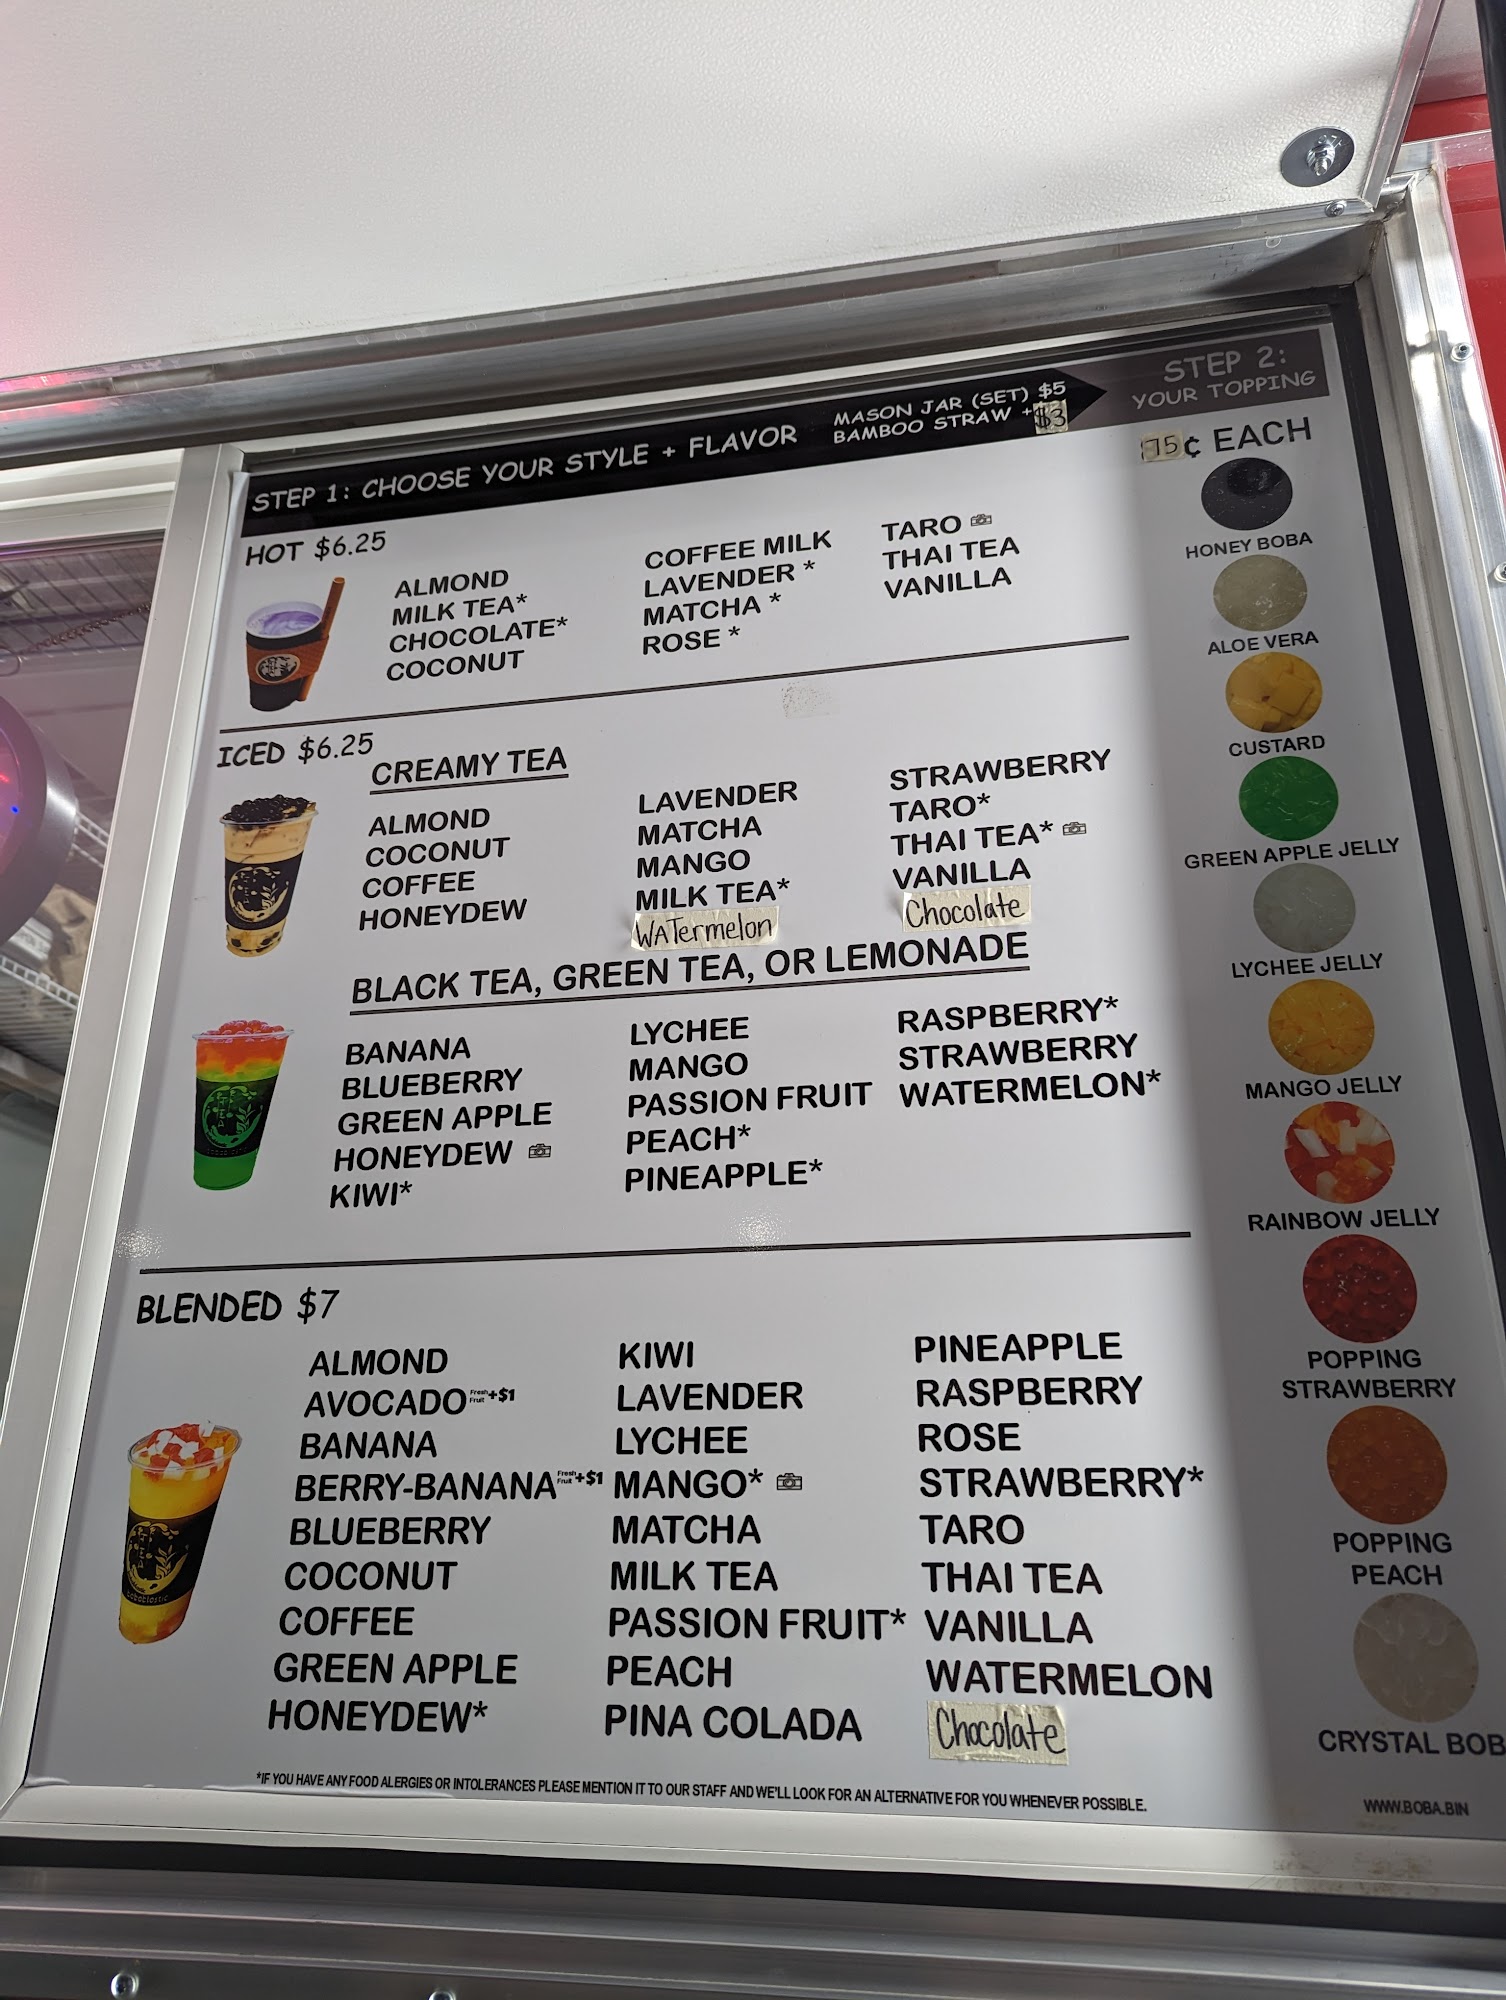 STEP 1: CHOOSE YOUR STYLE + FLAVOR
MASON JAR (SET) $5
BAMBOO STRAW +$3
HOT $6.25
ALMOND
MILK TEA*
CHOCOLATE*
COCONUT
COFFEE MILK
LAVENDER *
MATCHA *
ROSE *
TARO
THAI TEA
VANILLA
ICED $6.25
CREAMY TEA
ALMOND
COCONUT
COFFEE
HONEYDEW
LAVENDER
MATCHA
MANGO
MILK TEA*
WATermelon
STRAWBERRY
TARO*
THAI TEA*
VANILLA
Chocolate
BLACK TEA, GREEN TEA, OR LEMONADE
BANANA
BLUEBERRY
GREEN APPLE
HONEYDEW
KIWI*
LYCHEE
MANGO
PASSION FRUIT
PEACH*
PINEAPPLE*
RASPBERRY*
STRAWBERRY
WATERMELON*
BLENDED $7
ALMOND
AVOCADO Fresh Fruit +$1
BANANA
BERRY-BANANA Fresh Fruit +$1
BLUEBERRY
COCONUT
COFFEE
GREEN APPLE
HONEYDEW*
KIWI
LAVENDER
LYCHEE
MANGO*
MATCHA
MILK TEA
PASSION FRUIT*
PEACH
PINA COLADA
PINEAPPLE
RASPBERRY
ROSE
STRAWBERRY*
TARO
THAI TEA
VANILLA
WATERMELON
Chocolate
*IF YOU HAVE ANY FOOD ALERGIES OR INTOLERANCES PLEASE MENTION IT TO OUR STAFF AND WE'LL LOOK FOR AN ALTERNATIVE FOR YOU WHENEVER POSSIBLE.
STEP 2:
YOUR TOPPING
75¢ EACH
HONEY BOBA
ALOE VERA
CUSTARD
GREEN APPLE JELLY
LYCHEE JELLY
MANGO JELLY
RAINBOW JELLY
POPPING
STRAWBERRY
POPPING
PEACH
CRYSTAL BOB
WWW.BOBA.BIN